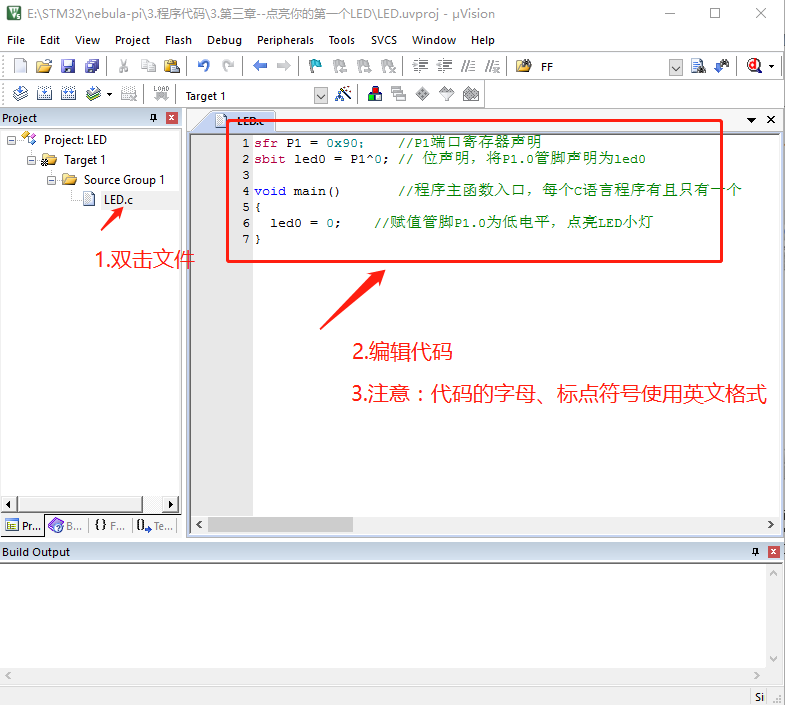 E:\STM32\nebula-pi\3.程序代码\3.第三章--点亮你的第一个LED\LED.uvproj - µVision
File Edit View Project Flash Debug Peripherals Tools SVCS Window Help
FF
LOAD
Target 1
Project
LED.c
Project: LED
Target 1
Source Group 1
LED.c
1.双击文件
1 sfr P1 = 0x90; //P1端口寄存器声明
2 sbit led0 = P1^0; // 位声明，将P1.0管脚声明为led0
3
4 void main() //程序主函数入口，每个C语言程序有且只有一个
5 {
6 led0 = 0; //赋值管脚P1.0为低电平，点亮LED小灯
7 }
2.编辑代码
3.注意：代码的字母、标点符号使用英文格式
Pr... B... {} F... Te...
Build Output
Si